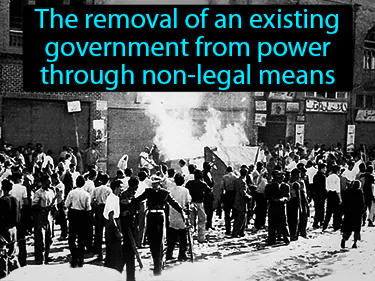 The removal of an existing
government from power
through non-legal means